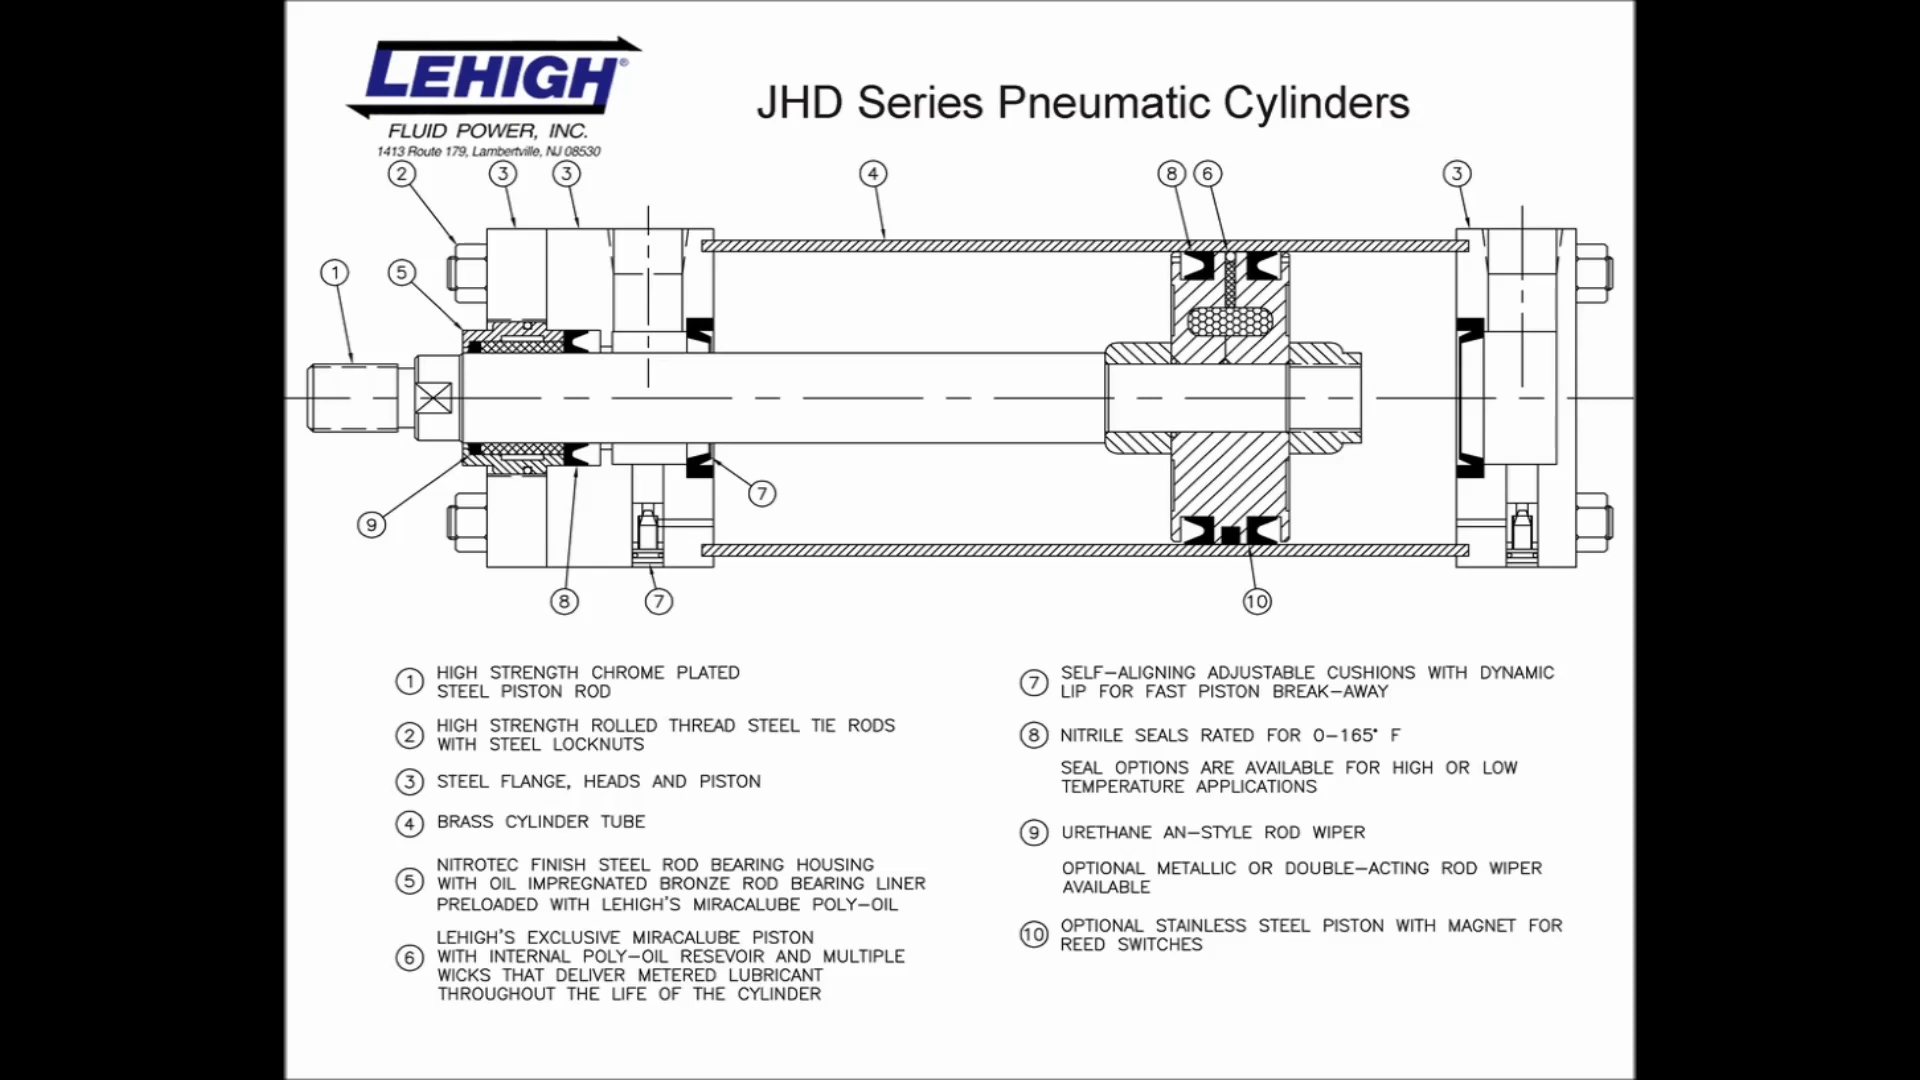 LEHIGH®
FLUID POWER, INC.
1413 Route 179, Lambertville, NJ 08530
JHD Series Pneumatic Cylinders
2 3 3 4 8 6 3
1 5
7
9
8 7 10
1 HIGH STRENGTH CHROME PLATED
STEEL PISTON ROD
2 HIGH STRENGTH ROLLED THREAD STEEL TIE RODS
WITH STEEL LOCKNUTS
3 STEEL FLANGE, HEADS AND PISTON
4 BRASS CYLINDER TUBE
5 NITROTEC FINISH STEEL ROD BEARING HOUSING
WITH OIL IMPREGNATED BRONZE ROD BEARING LINER
PRELOADED WITH LEHIGH'S MIRACALUBE POLY-OIL
6 LEHIGH'S EXCLUSIVE MIRACALUBE PISTON
WITH INTERNAL POLY-OIL RESEVOIR AND MULTIPLE
WICKS THAT DELIVER METERED LUBRICANT
THROUGHOUT THE LIFE OF THE CYLINDER
7 SELF-ALIGNING ADJUSTABLE CUSHIONS WITH DYNAMIC
LIP FOR FAST PISTON BREAK-AWAY
8 NITRILE SEALS RATED FOR 0-165° F
SEAL OPTIONS ARE AVAILABLE FOR HIGH OR LOW
TEMPERATURE APPLICATIONS
9 URETHANE AN-STYLE ROD WIPER
OPTIONAL METALLIC OR DOUBLE-ACTING ROD WIPER
AVAILABLE
10 OPTIONAL STAINLESS STEEL PISTON WITH MAGNET FOR
REED SWITCHES